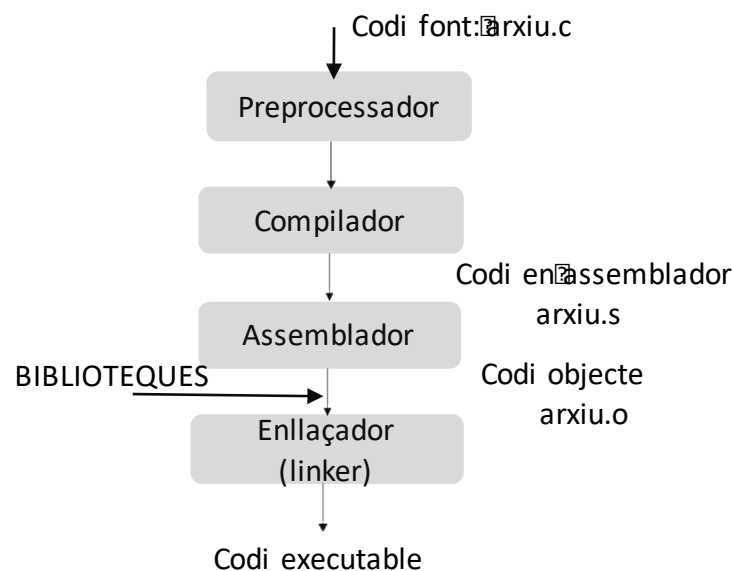 Codi font: arxiu.c
Preprocessador
Compilador
Codi en assemblador
arxiu.s
Assemblador
BIBLIOTEQUES
Codi objecte
arxiu.o
Enllaçador
(linker)
Codi executable